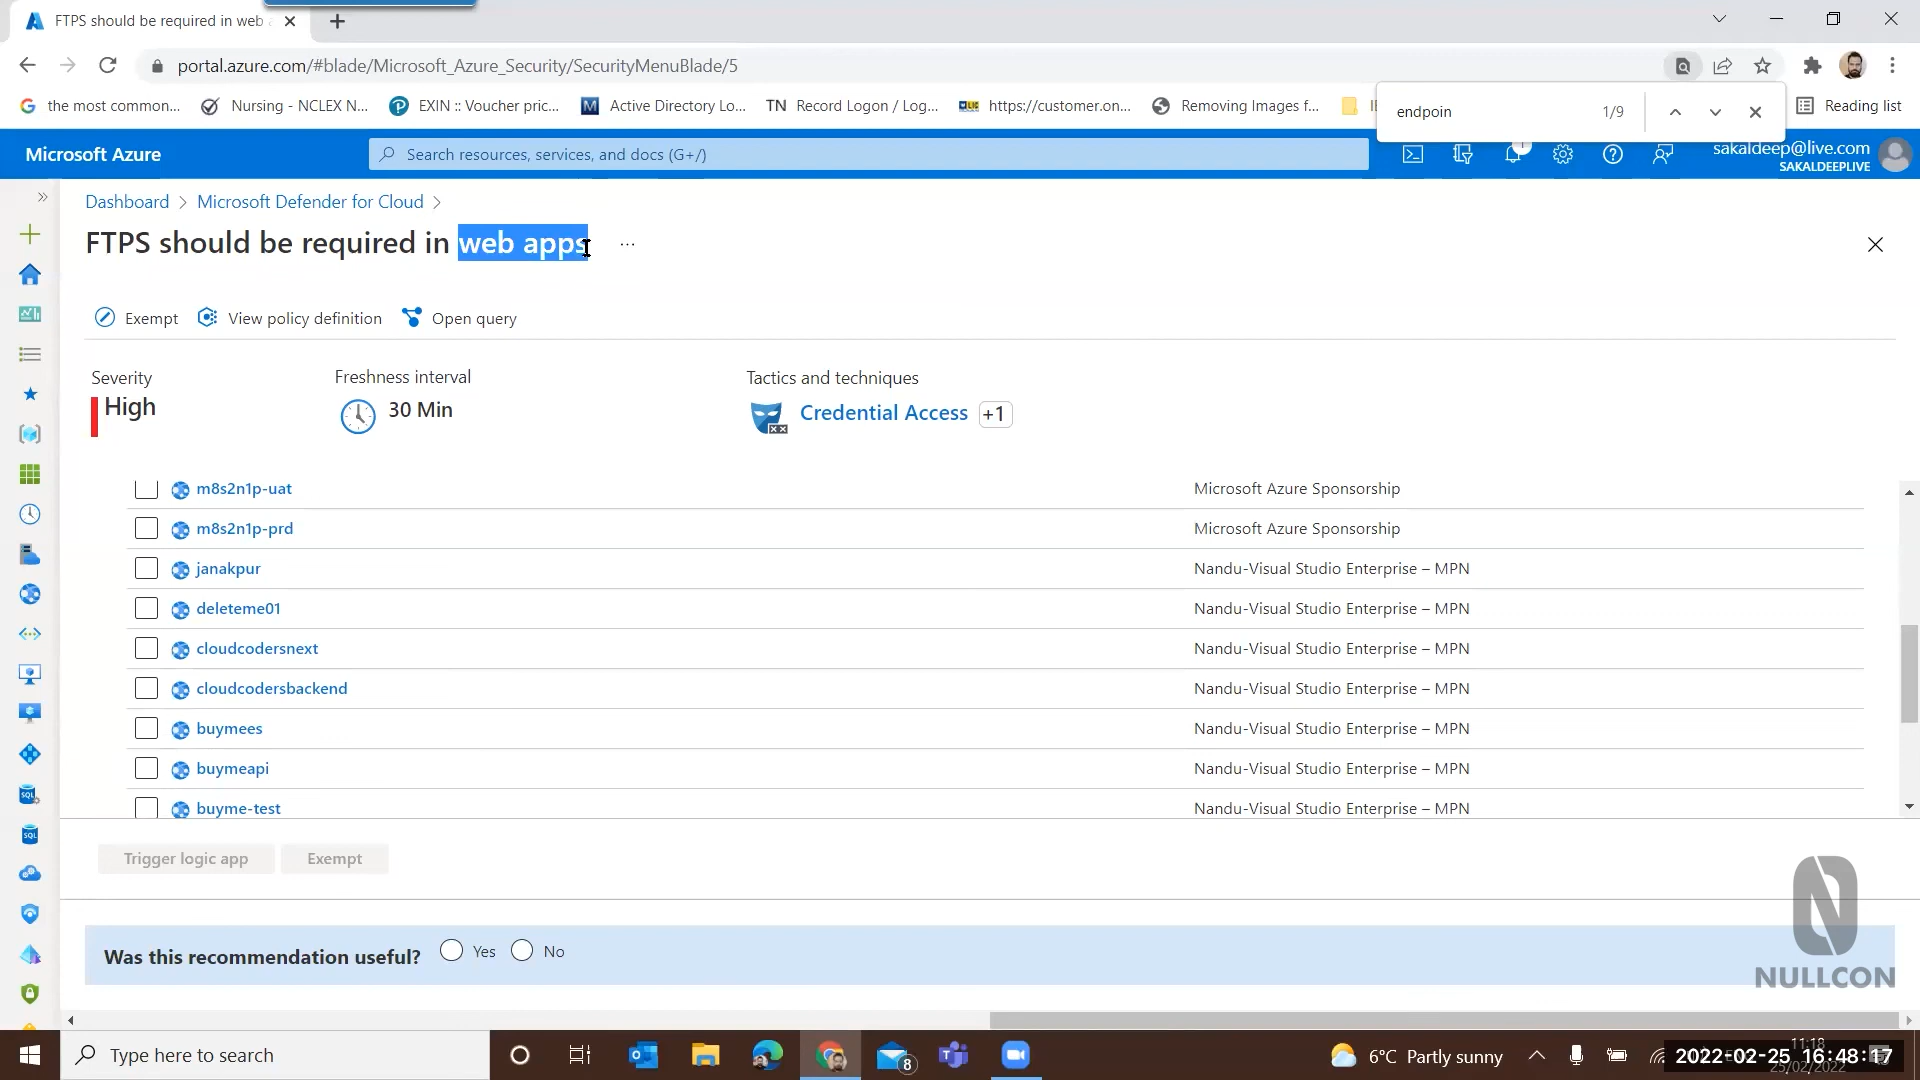 FTPS should be required in web
portal.azure.com/#blade/Microsoft_Azure_Security/SecurityMenuBlade/5
the most common...
Nursing - NCLEX N...
EXIN :: Voucher pric...
Active Directory Lo...
TN Record Logon / Log...
https://customer.on...
Removing Images f...
Reading list
endpoin 1/9
Microsoft Azure
Search resources, services, and docs (G+/)
sakaldeep@live.com
SAKALDEEPLIVE
Dashboard > Microsoft Defender for Cloud >
FTPS should be required in web apps ...
Exempt View policy definition Open query
Severity
High
Freshness interval
30 Min
Tactics and techniques
Credential Access +1
m8s2n1p-uat Microsoft Azure Sponsorship
m8s2n1p-prd Microsoft Azure Sponsorship
janakpur Nandu-Visual Studio Enterprise – MPN
deleteme01 Nandu-Visual Studio Enterprise – MPN
cloudcodersnext Nandu-Visual Studio Enterprise – MPN
cloudcodersbackend Nandu-Visual Studio Enterprise – MPN
buymees Nandu-Visual Studio Enterprise – MPN
buymeapi Nandu-Visual Studio Enterprise – MPN
buyme-test Nandu-Visual Studio Enterprise – MPN
Trigger logic app Exempt
Was this recommendation useful? Yes No
NULLCON
Type here to search
8
6°C Partly sunny
11:18
2022-02-25 16:48:17
25/02/2022